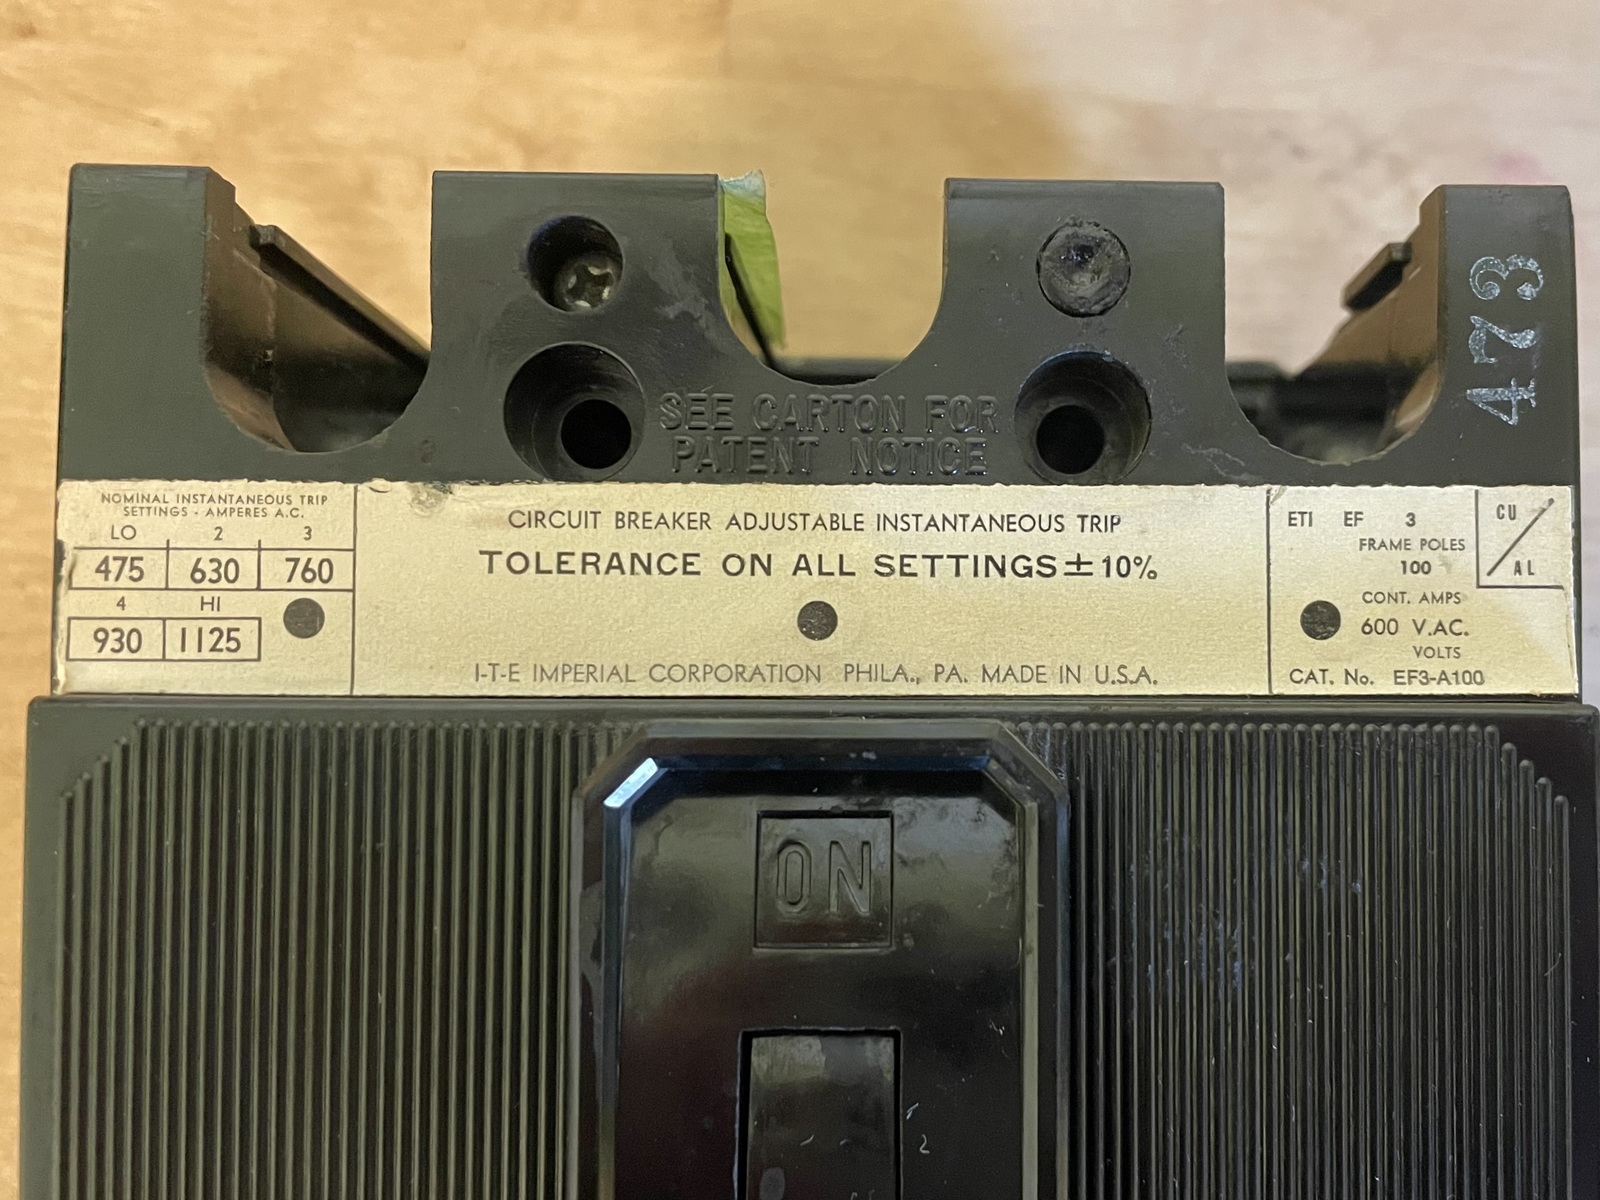 473
SEE CARTON FOR
PATENT NOTICE
NOMINAL INSTANTANEOUS TRIP
SETTINGS - AMPERES A.C.
LO 2 3
475 630 760
4 HI
930 1125
CIRCUIT BREAKER ADJUSTABLE INSTANTANEOUS TRIP
TOLERANCE ON ALL SETTINGS ± 10%
I-T-E IMPERIAL CORPORATION PHILA., PA. MADE IN U.S.A.
ETI EF 3
FRAME POLES
100
CONT. AMPS
600 V.AC.
VOLTS
CAT. No. EF3-A100
CU/AL
ON